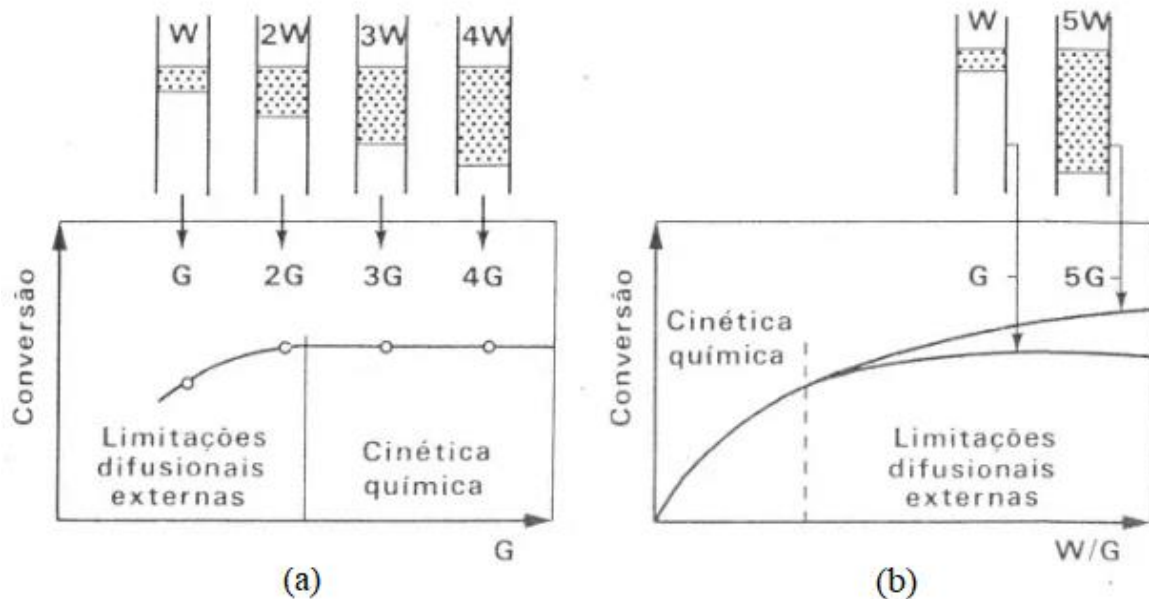 W 2W 3W 4W
G 2G 3G 4G
Conversão
Limitações
difusionais
externas
Cinética
química
G
(a)
W 5W
G 5G
Conversão
Cinética
química
Limitações
difusionais
externas
W/G
(b)